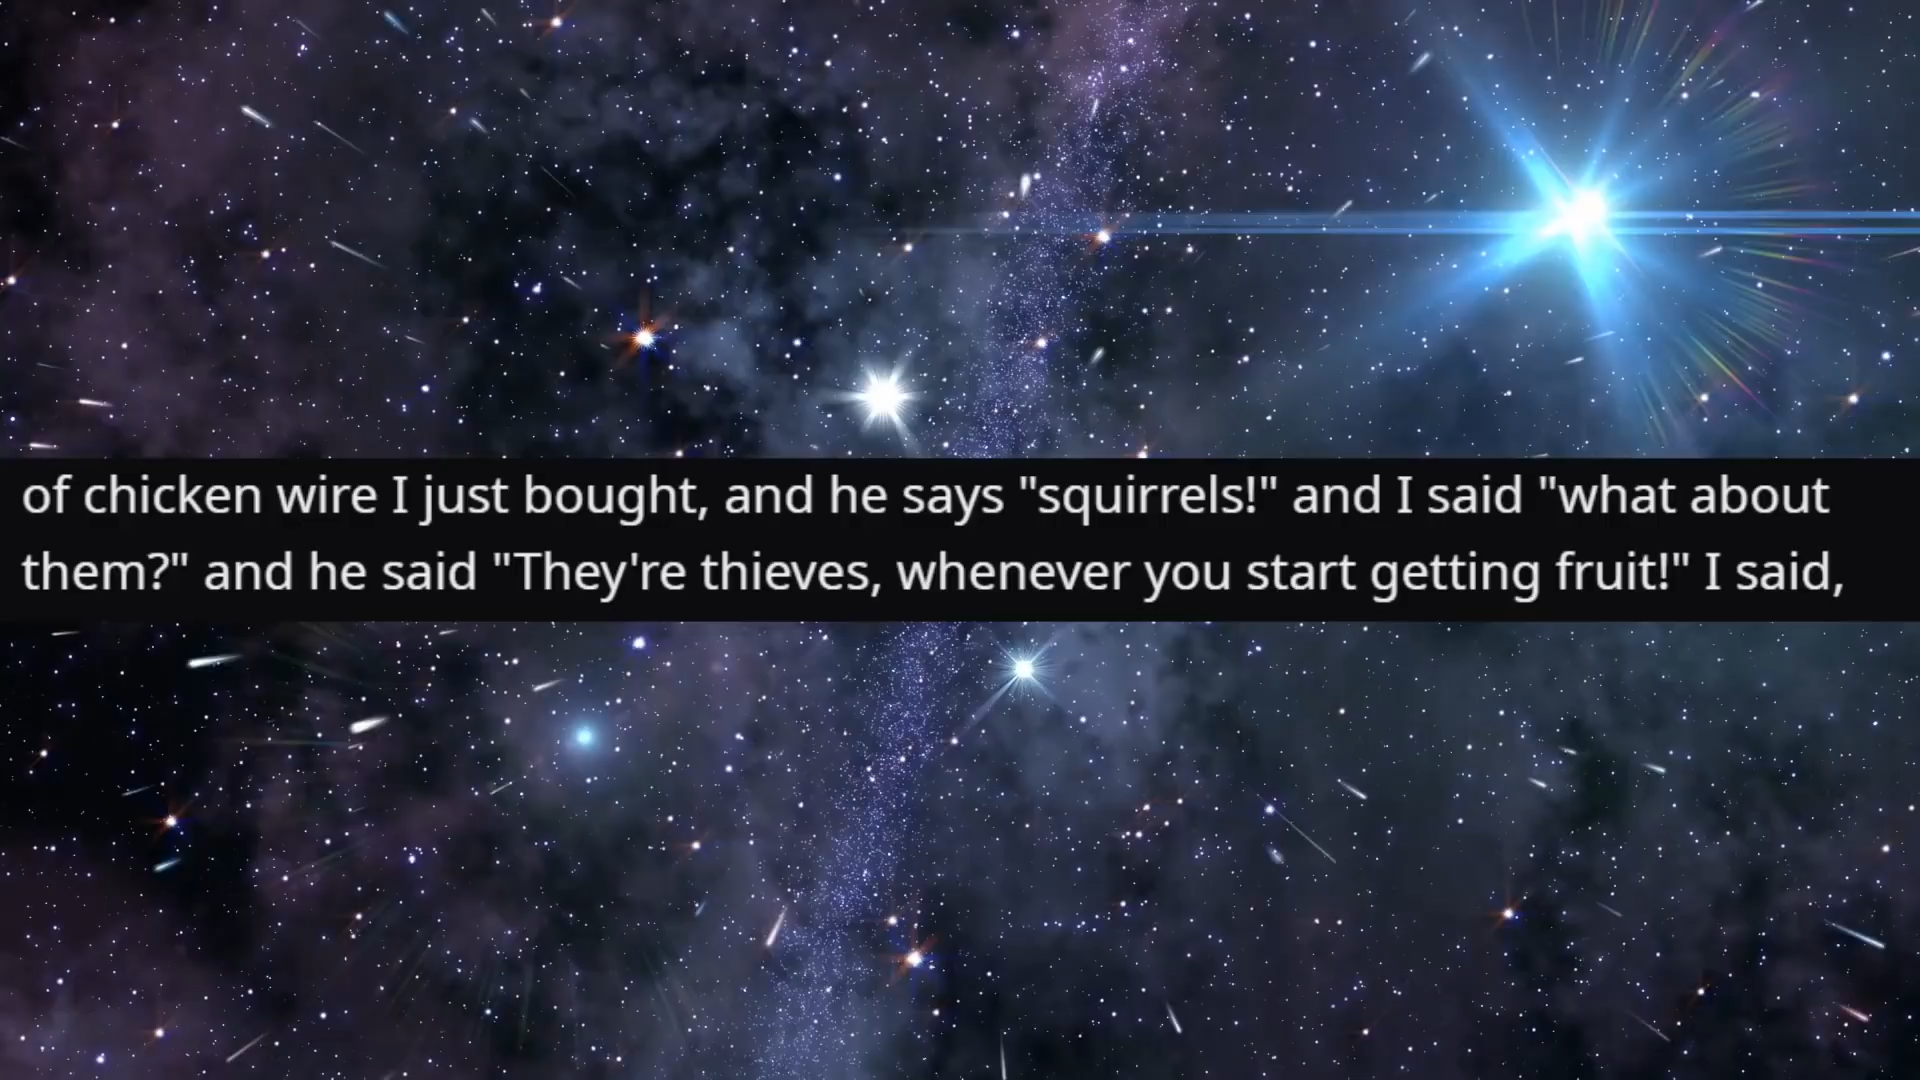 of chicken wire I just bought, and he says "squirrels!" and I said "what about
them?" and he said "They're thieves, whenever you start getting fruit!" I said,